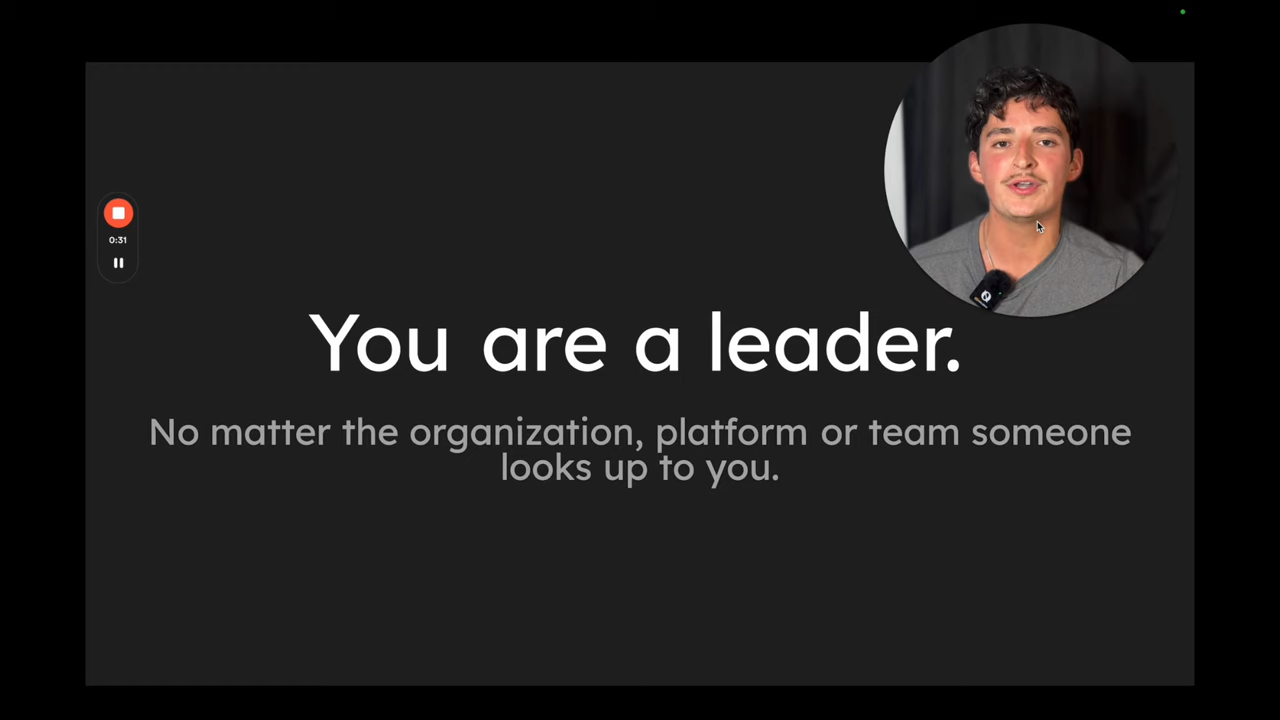 0:31
You are a leader.
No matter the organization, platform or team someone
looks up to you.